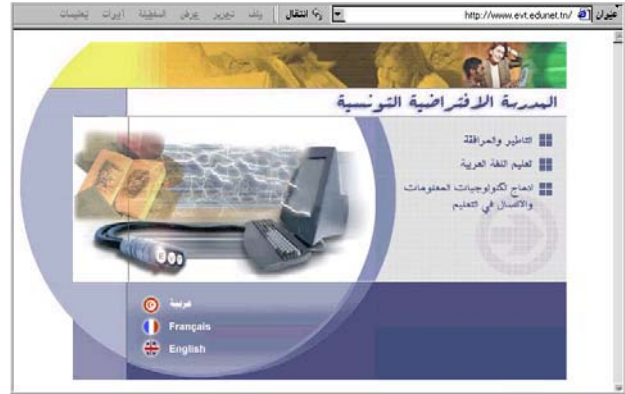 ملف تحرير عرض المفضلة أدوات تعليمات
انتقال
http://www.evt.edunet.tn/
عنوان
المدرسة الافتراضية التونسية
التأطير والمرافقة
تعليم اللغة العربية
ادماج تكنولوجيات المعلومات
والاتصال في التعليم
عربية
Français
English